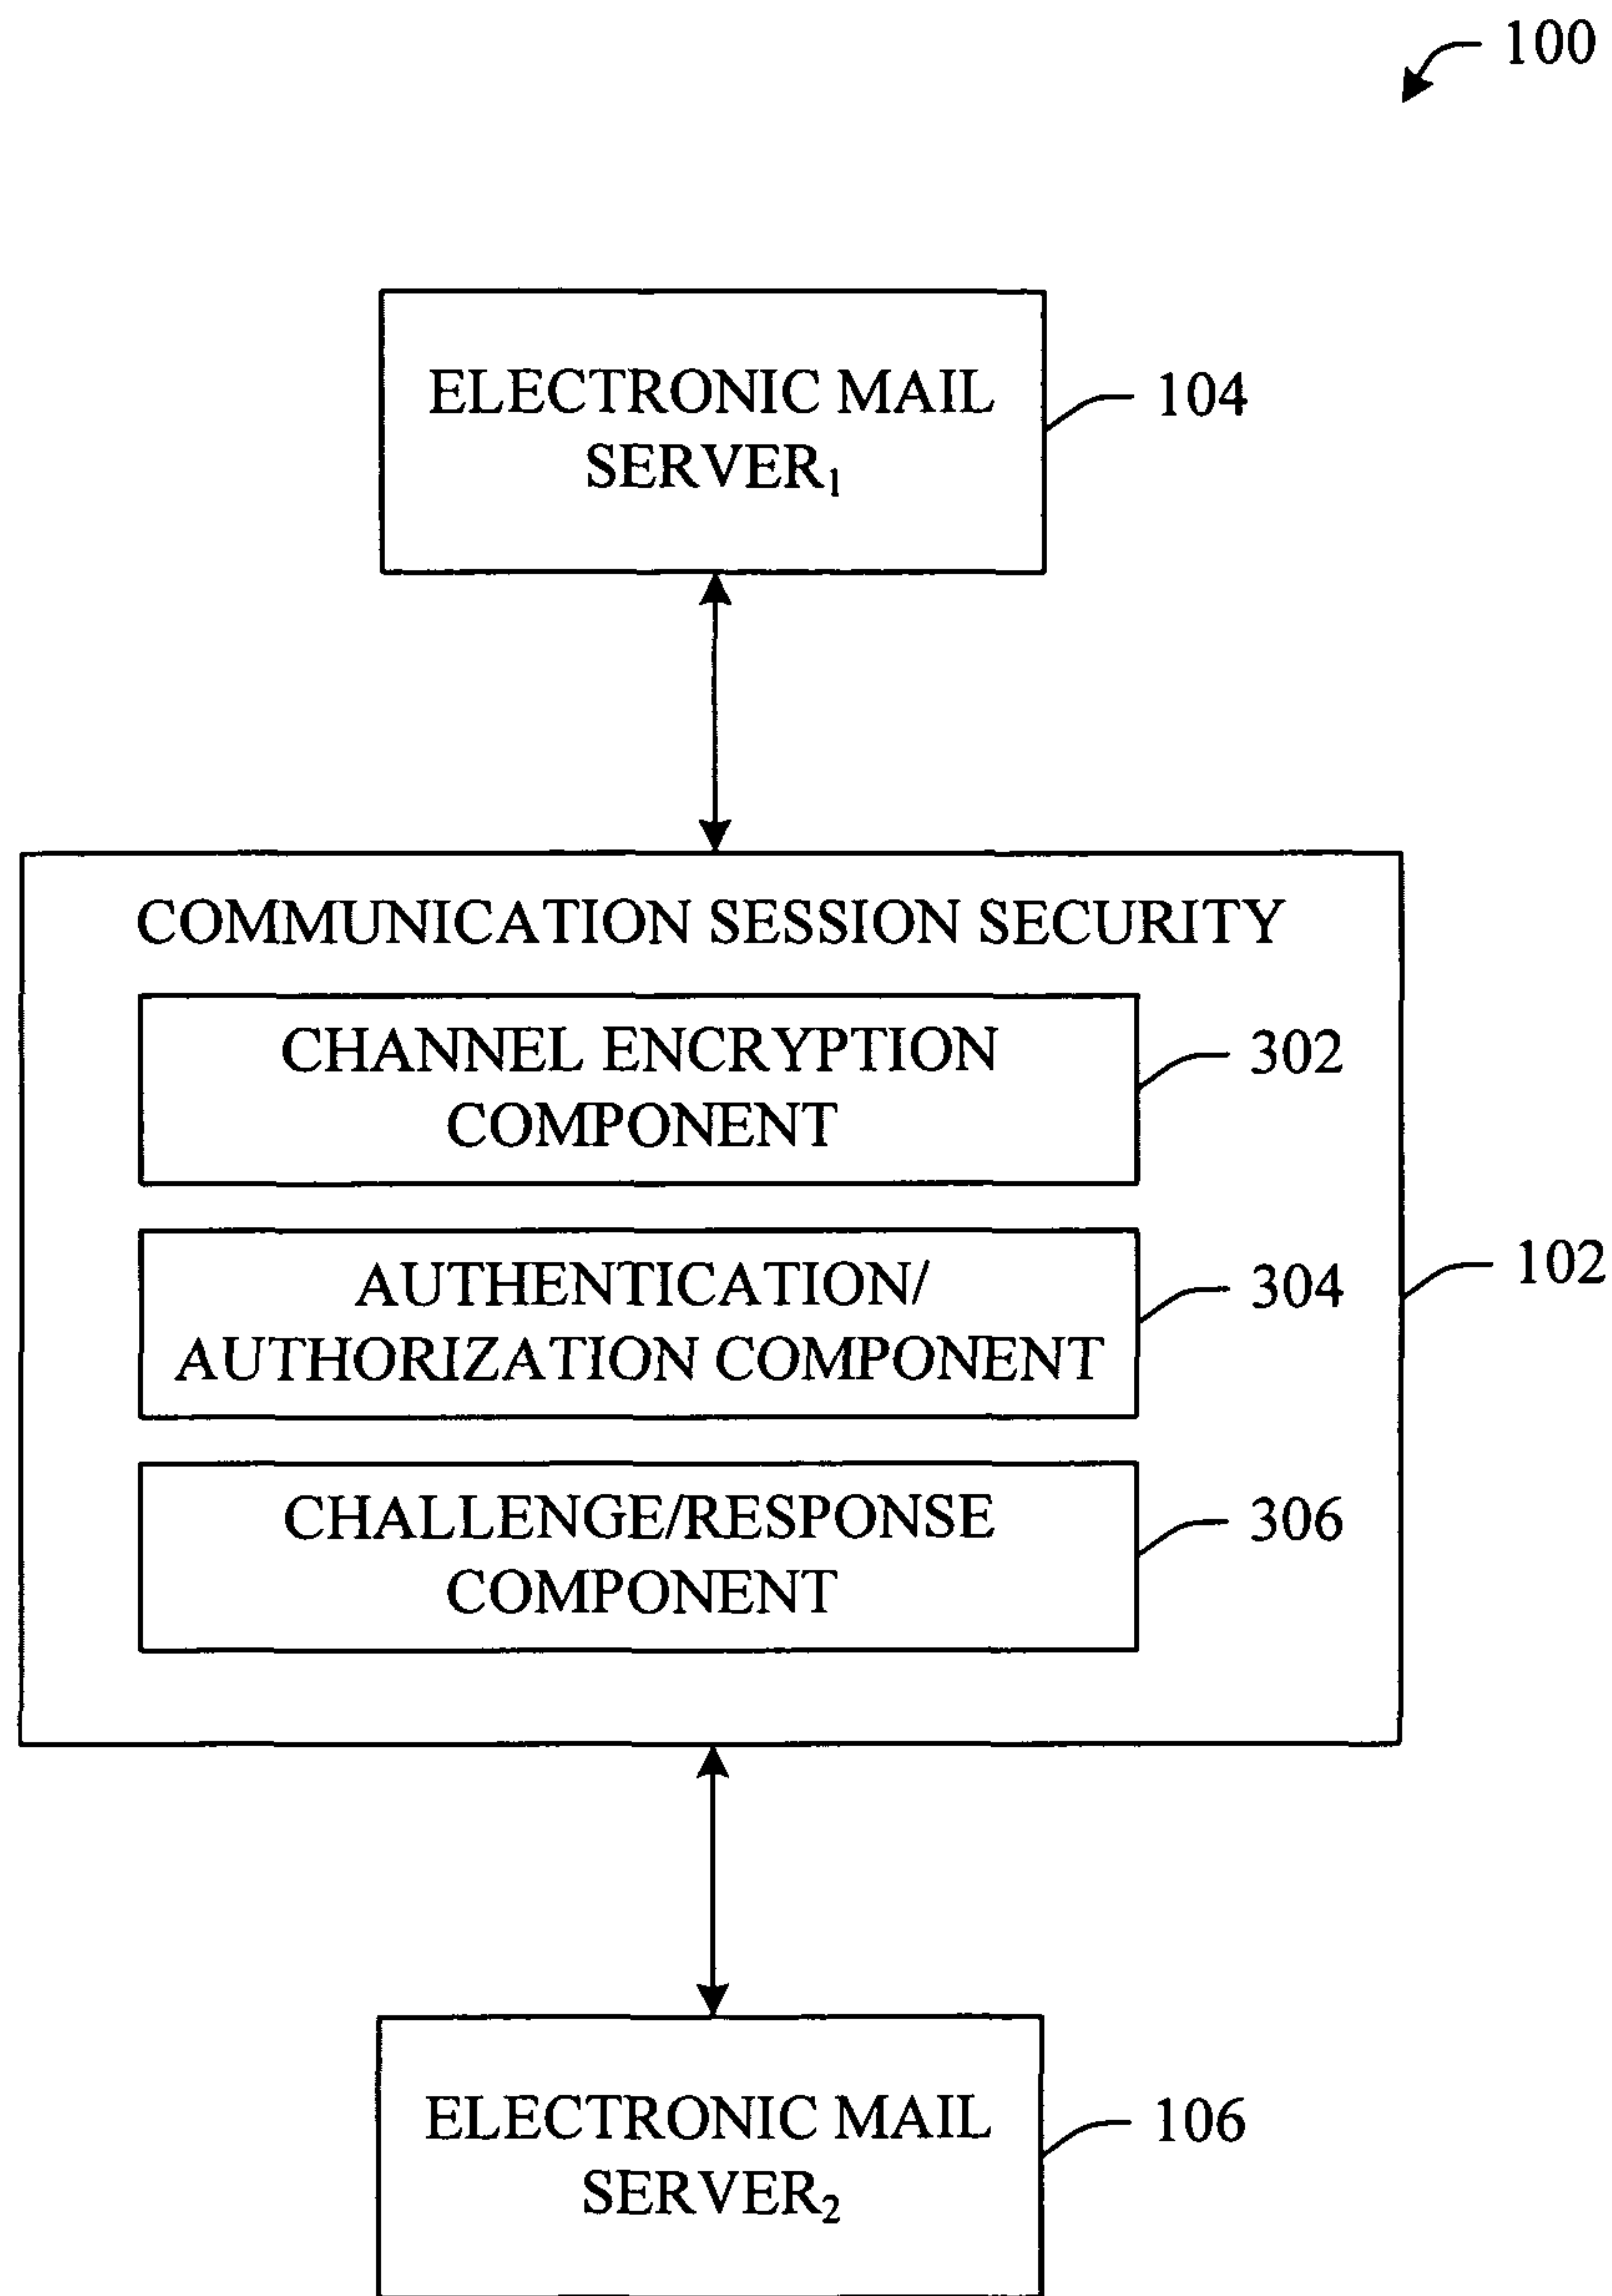 100
ELECTRONIC MAIL
SERVER₁
104
COMMUNICATION SESSION SECURITY
CHANNEL ENCRYPTION
COMPONENT
302
AUTHENTICATION/
AUTHORIZATION COMPONENT
304
102
CHALLENGE/RESPONSE
COMPONENT
306
ELECTRONIC MAIL
SERVER₂
106